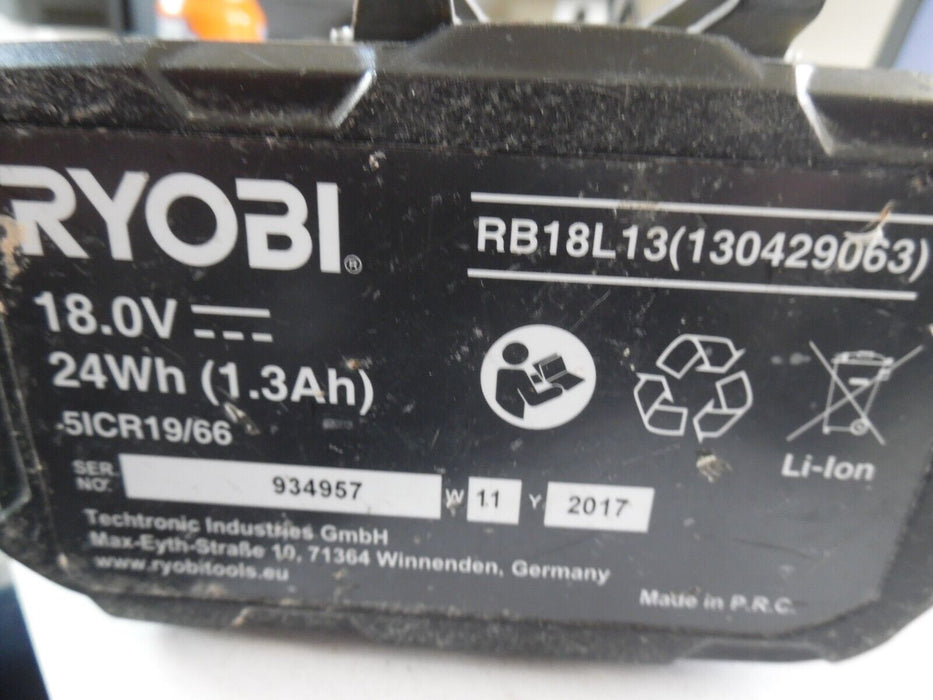 RYOBI®
RB18L13(130429063)
18.0V
24Wh (1.3Ah)
5ICR19/66
Li-Ion
SER. NO. 934957 W 11 Y 2017
Techtronic Industries GmbH
Max-Eyth-Straße 10, 71364 Winnenden, Germany
www.ryobitools.eu
Made in P.R.C.